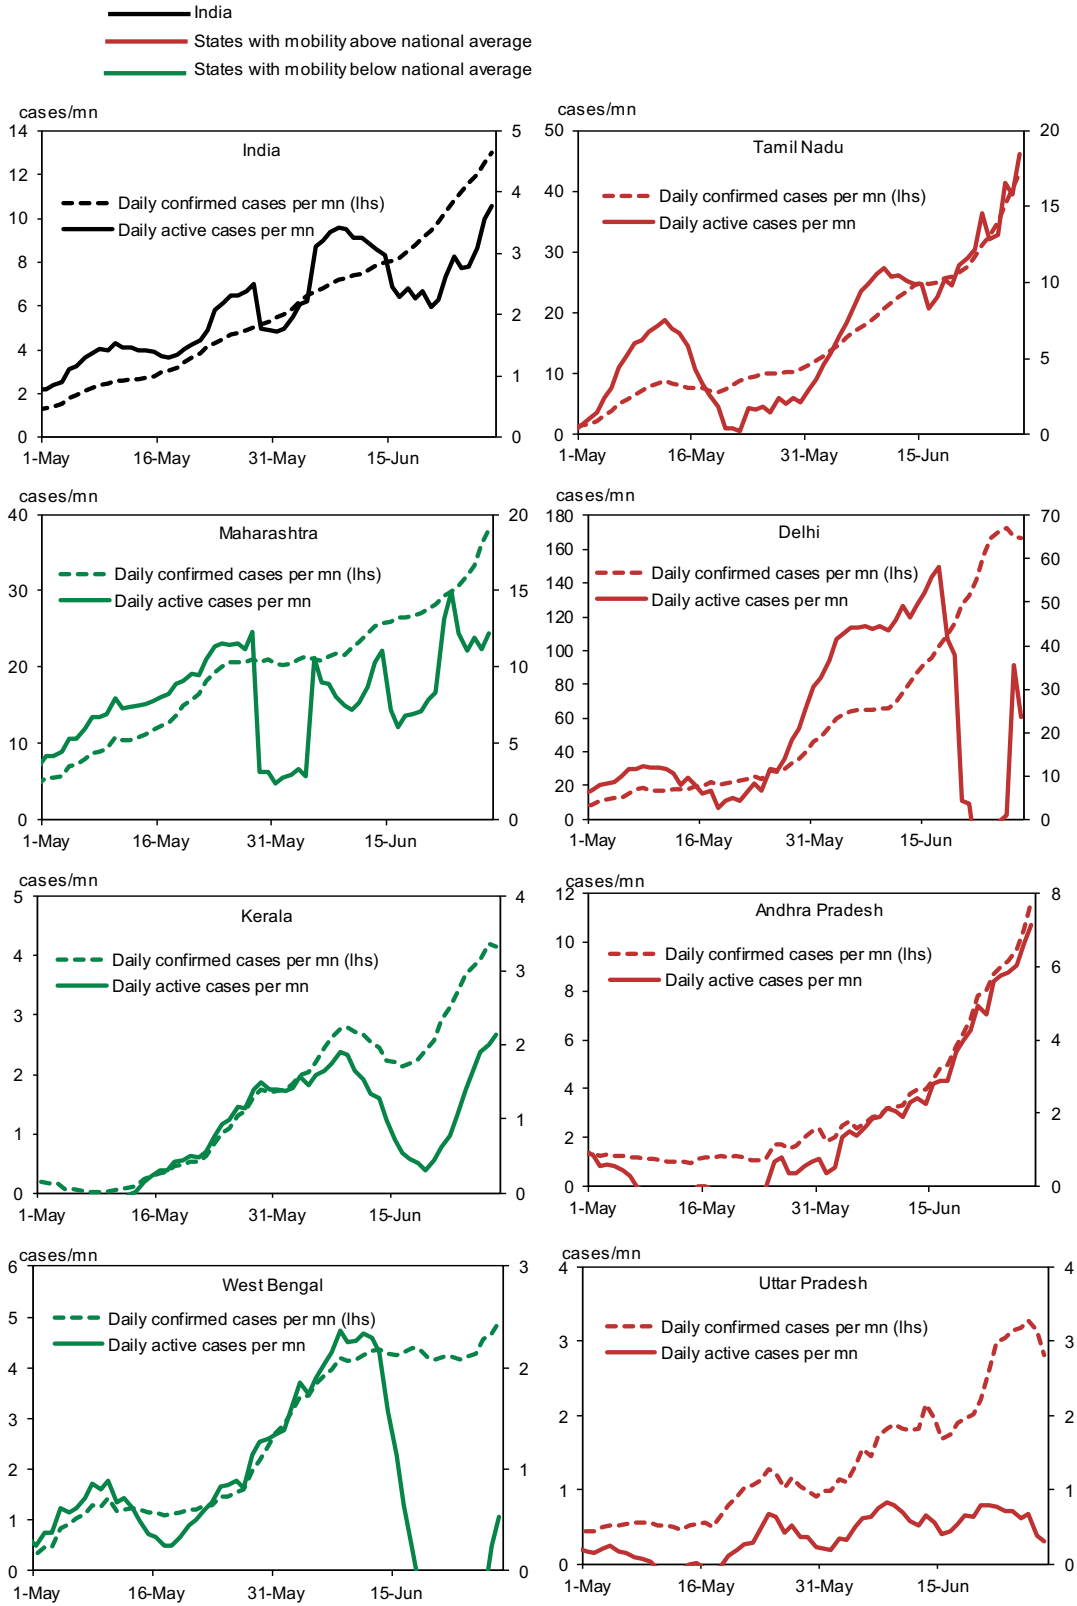 India
States with mobility above national average
States with mobility below national average
cases/mn
14
12
10
8
6
4
2
0
5
4
3
2
1
0
India
Daily confirmed cases per mn (lhs)
Daily active cases per mn
1-May
16-May
31-May
15-Jun
cases/mn
50
40
30
20
10
0
20
15
10
5
0
Tamil Nadu
Daily confirmed cases per mn (lhs)
Daily active cases per mn
1-May
16-May
31-May
15-Jun
cases/mn
40
30
20
10
0
20
15
10
5
0
Maharashtra
Daily confirmed cases per mn (lhs)
Daily active cases per mn
1-May
16-May
31-May
15-Jun
cases/mn
180
160
140
120
100
80
60
40
20
0
70
60
50
40
30
20
10
0
Delhi
Daily confirmed cases per mn (lhs)
Daily active cases per mn
1-May
16-May
31-May
15-Jun
cases/mn
5
4
3
2
1
0
4
3
2
1
0
Kerala
Daily confirmed cases per mn (lhs)
Daily active cases per mn
1-May
16-May
31-May
15-Jun
cases/mn
12
10
8
6
4
2
0
8
6
4
2
0
Andhra Pradesh
Daily confirmed cases per mn (lhs)
Daily active cases per mn
1-May
16-May
31-May
15-Jun
cases/mn
6
5
4
3
2
1
0
3
2
1
0
West Bengal
Daily confirmed cases per mn (lhs)
Daily active cases per mn
1-May
16-May
31-May
15-Jun
cases/mn
4
3
2
1
0
4
3
2
1
0
Uttar Pradesh
Daily confirmed cases per mn (lhs)
Daily active cases per mn
1-May
16-May
31-May
15-Jun